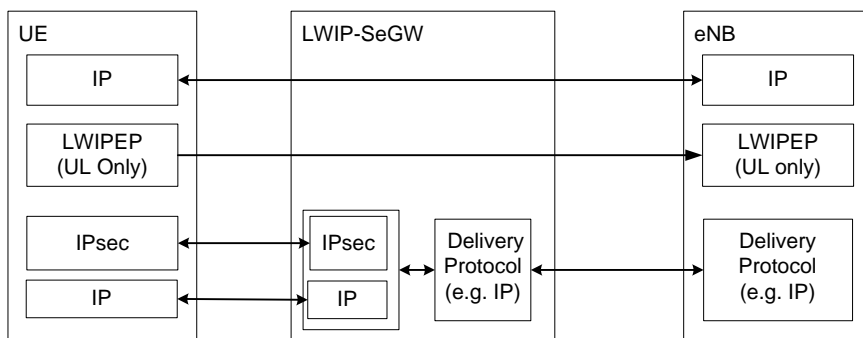 UE
LWIP-SeGW
eNB
IP
IP
LWIPEP
(UL Only)
LWIPEP
(UL only)
IPsec
IPsec
Delivery
Protocol
(e.g. IP)
Delivery
Protocol
(e.g. IP)
IP
IP